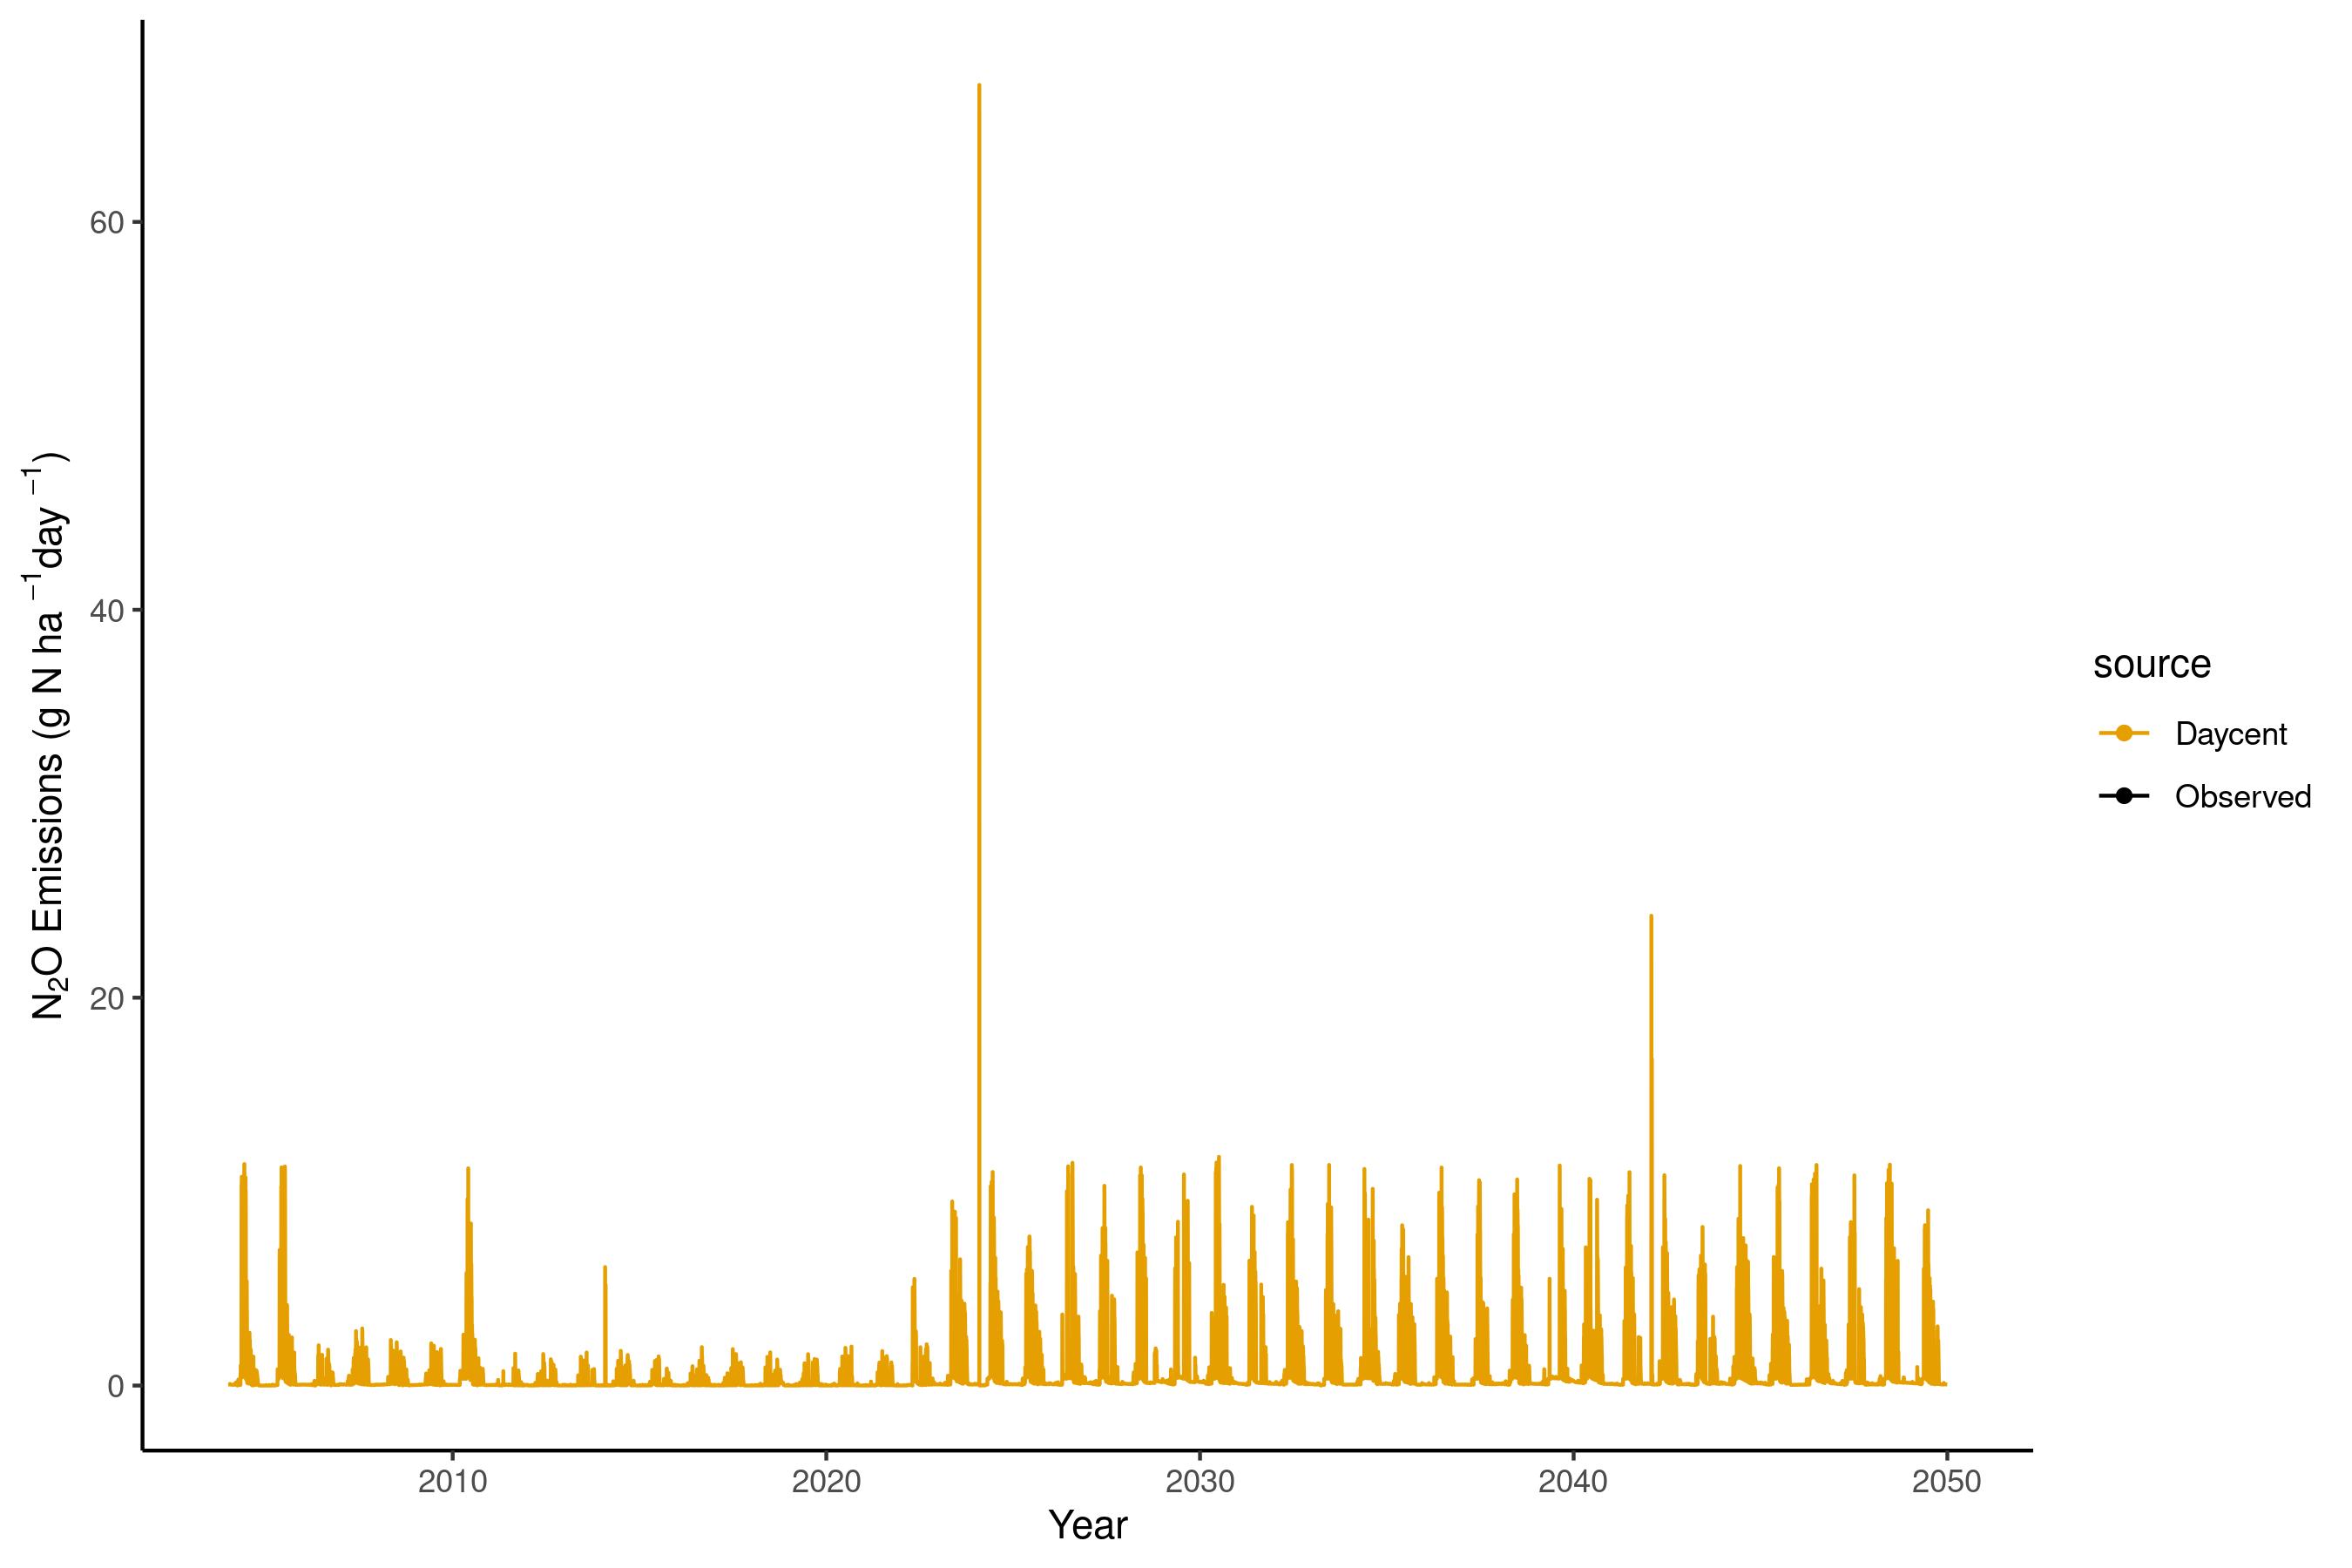 N₂O Emissions (g N ha ⁻¹day ⁻¹)
60
40
20
0
2010 2020 2030 2040 2050
Year
source
Daycent
Observed